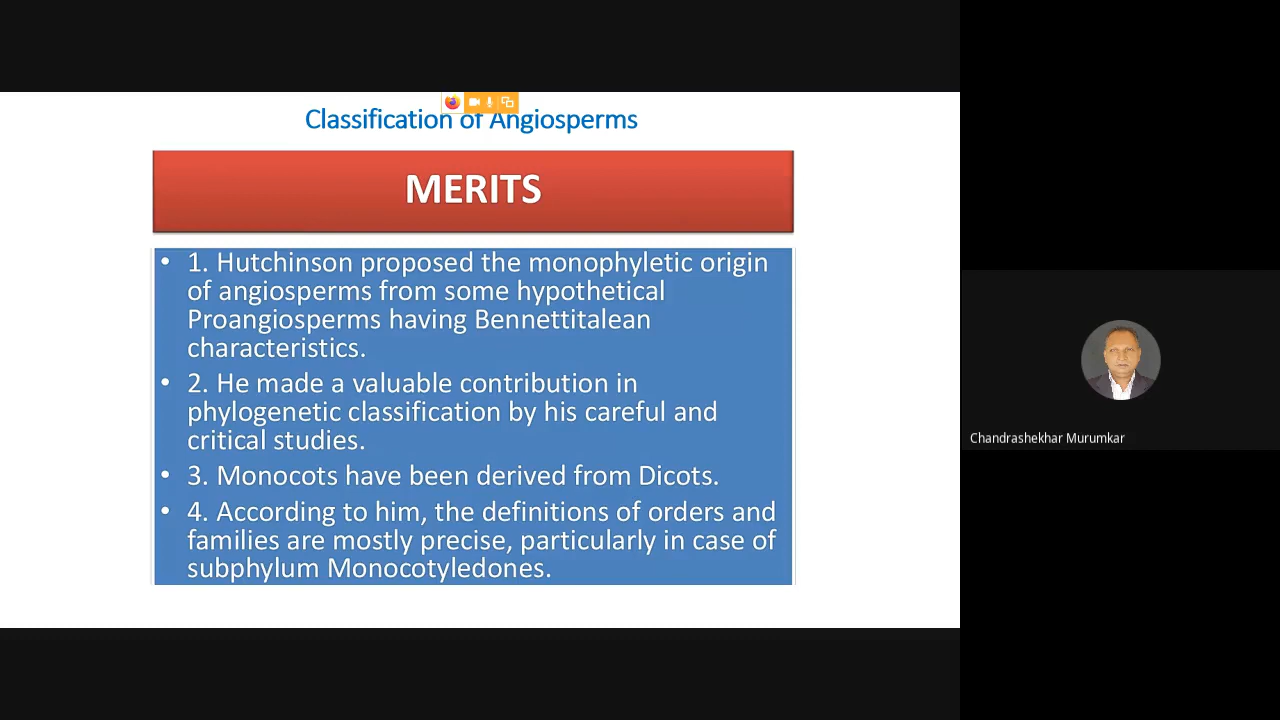 Classification of Angiosperms
MERITS
• 1. Hutchinson proposed the monophyletic origin
of angiosperms from some hypothetical
Proangiosperms having Bennettitalean
characteristics.
• 2. He made a valuable contribution in
phylogenetic classification by his careful and
critical studies.
• 3. Monocots have been derived from Dicots.
• 4. According to him, the definitions of orders and
families are mostly precise, particularly in case of
subphylum Monocotyledones.
Chandrashekhar Murumkar